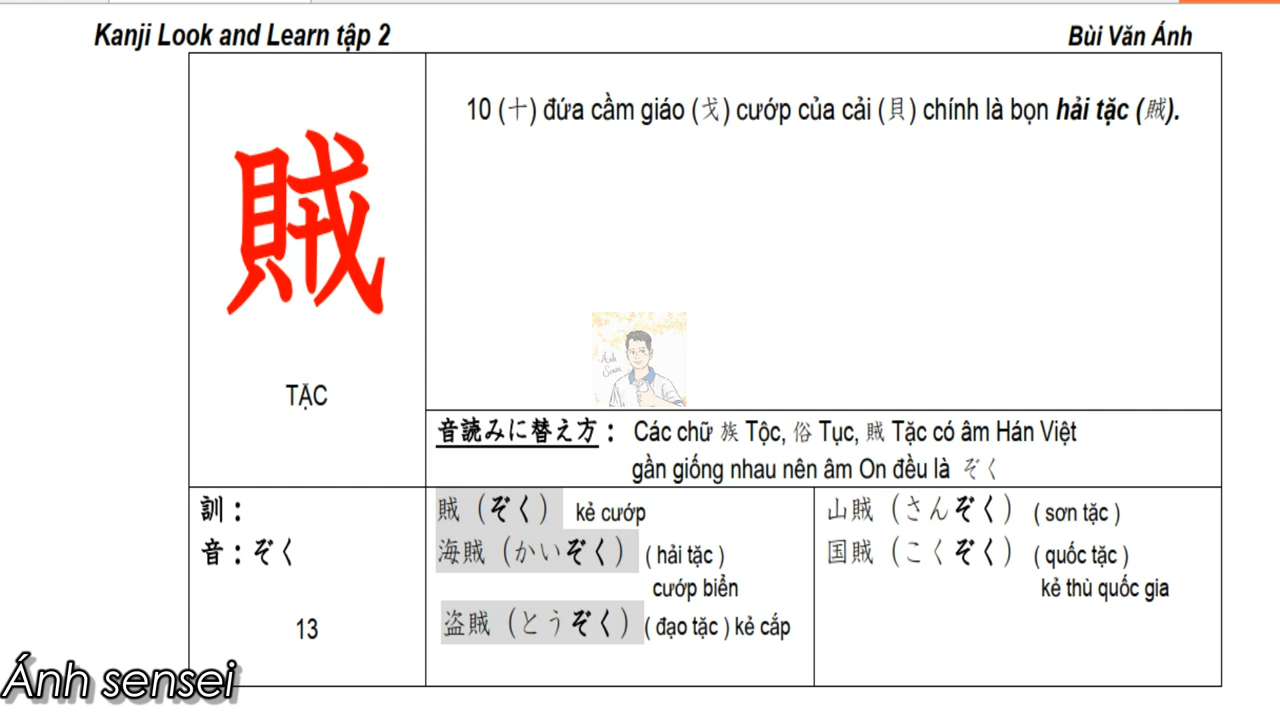 Kanji Look and Learn tập 2
Bùi Văn Ánh
賊
TẶC
10 (十) đứa cầm giáo (戈) cướp của cải (貝) chính là bọn hải tặc (賊).
Ánh
Sensei
音読みに替え方： Các chữ 族 Tộc, 俗 Tục, 賊 Tặc có âm Hán Việt
gần giống nhau nên âm On đều là ぞく
訓：
音：ぞく
13
賊（ぞく） kẻ cướp
海賊（かいぞく） ( hải tặc )
cướp biển
盗賊（とうぞく） ( đạo tặc ) kẻ cắp
山賊（さんぞく） ( sơn tặc )
国賊（こくぞく） ( quốc tặc )
kẻ thù quốc gia
Ánh sensei